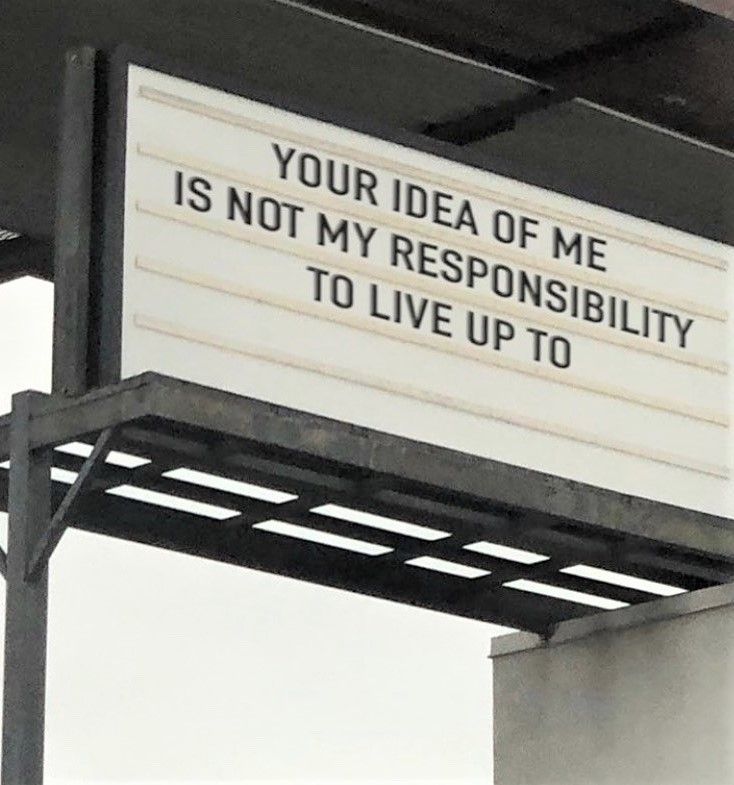 YOUR IDEA OF ME
IS NOT MY RESPONSIBILITY
TO LIVE UP TO